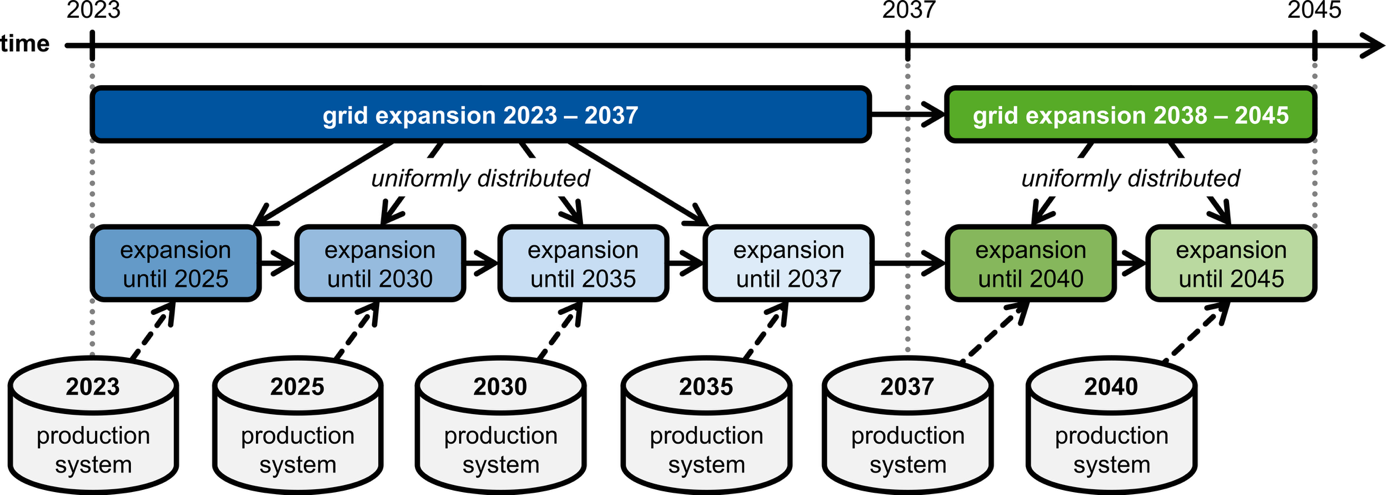 2023 2037 2045
time
grid expansion 2023 – 2037 grid expansion 2038 – 2045
uniformly distributed uniformly distributed
expansion until 2025
expansion until 2030
expansion until 2035
expansion until 2037
expansion until 2040
expansion until 2045
2023
production
system
2025
production
system
2030
production
system
2035
production
system
2037
production
system
2040
production
system